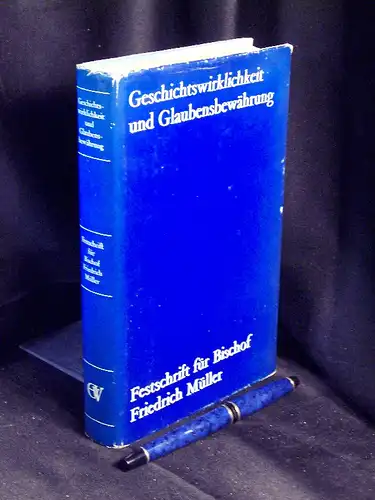 Geschichtswirklichkeit
und Glaubensbewährung
Festschrift für Bischof
Friedrich Müller
Geschichts-
wirklichkeit
und
Glaubens-
bewährung
Festschrift
für
Bischof
Friedrich
Müller